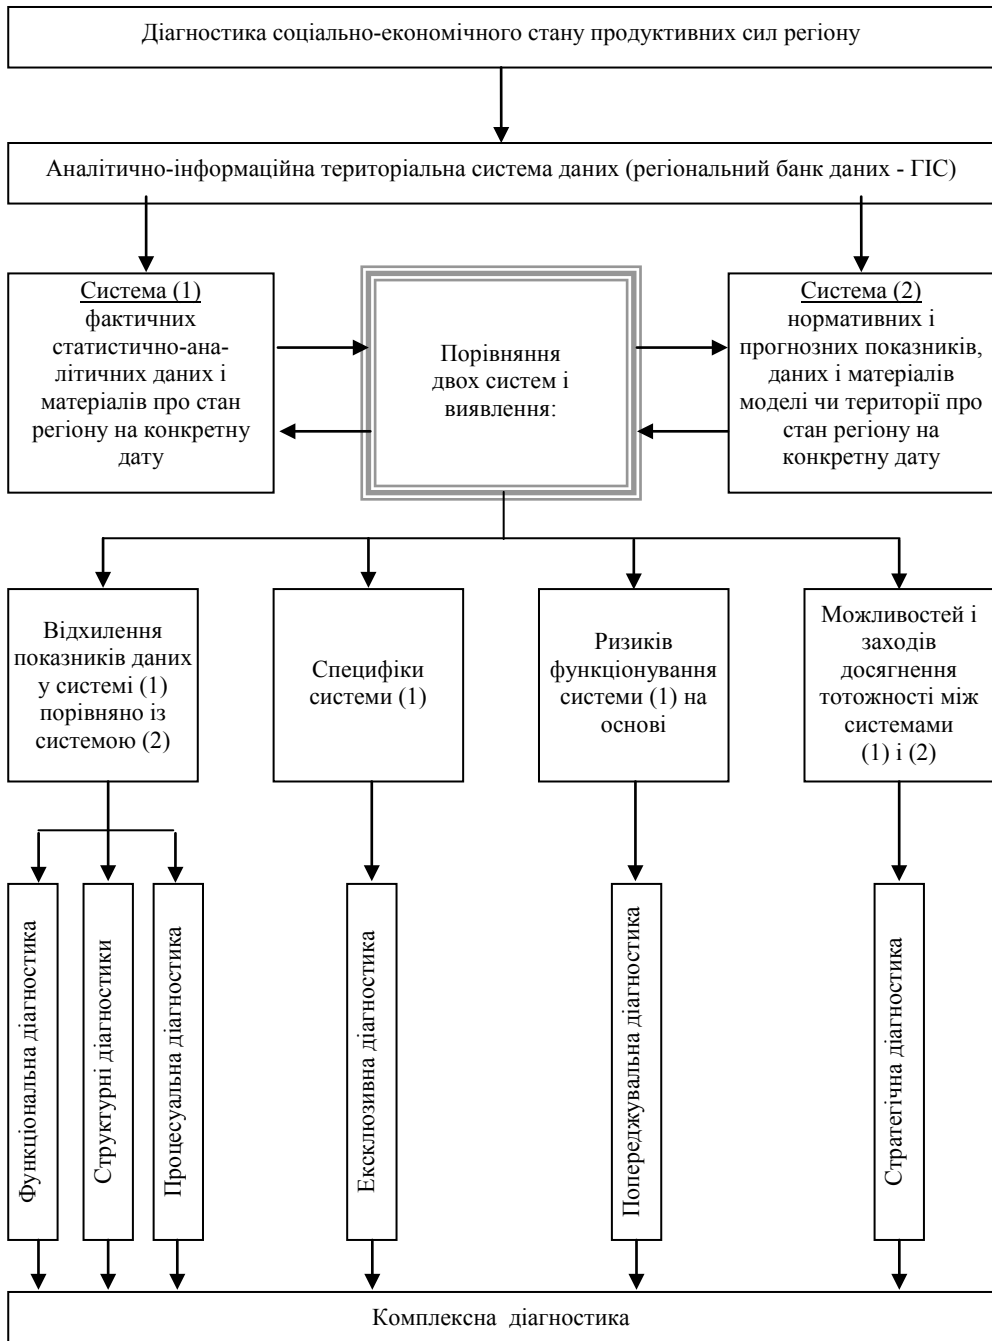 Діагностика соціально-економічного стану продуктивних сил регіону
Аналітично-інформаційна територіальна система даних (регіональний банк даних - ГІС)
Система (1)
фактичних
статистично-ана-
літичних даних і
матеріалів про стан
регіону на конкретну
дату
Порівняння
двох систем і
виявлення:
Система (2)
нормативних і
прогнозних показників,
даних і матеріалів
моделі чи території про
стан регіону на
конкретну дату
Відхилення
показників даних
у системі (1)
порівняно із
системою (2)
Специфіки
системи (1)
Ризиків
функціонування
системи (1) на
основі
Можливостей і
заходів
досягнення
тотожності між
системами
(1) і (2)
Функціональна діагностика
Структурні діагностики
Процесуальна діагностика
Ексклюзивна діагностика
Попереджувальна діагностика
Стратегічна діагностика
Комплексна діагностика